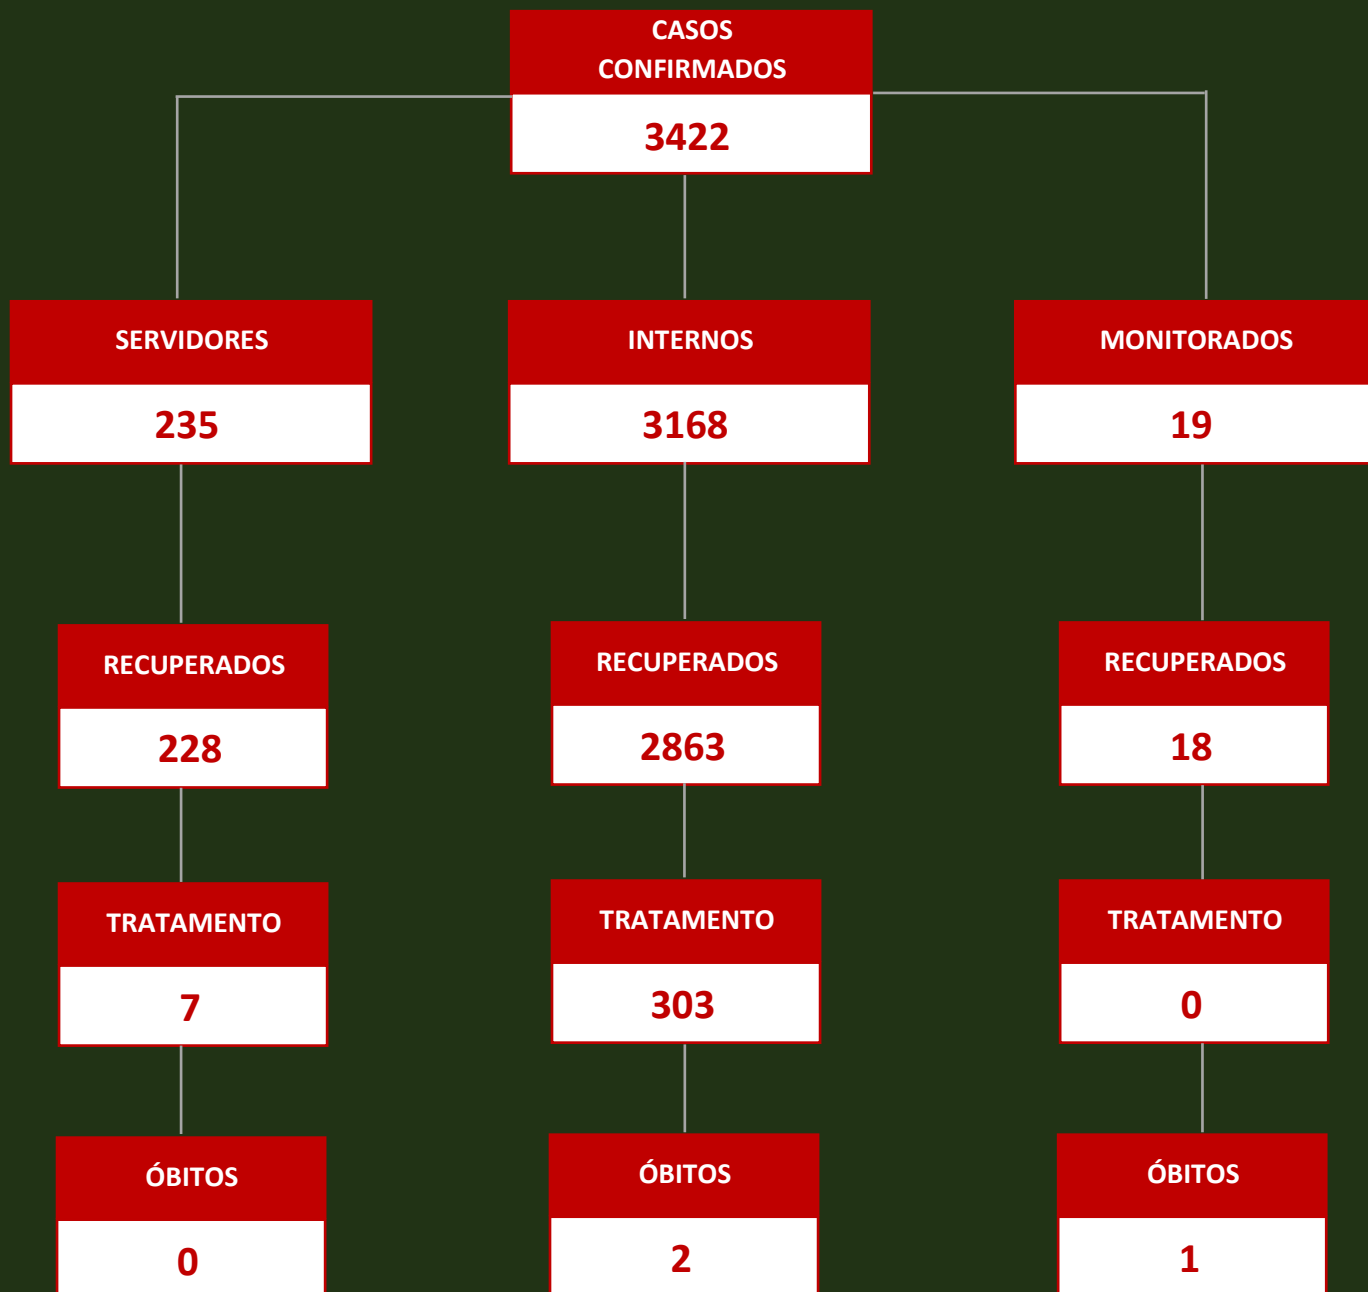 CASOS
CONFIRMADOS
3422
SERVIDORES
INTERNOS
MONITORADOS
235
3168
19
RECUPERADOS
RECUPERADOS
RECUPERADOS
228
2863
18
TRATAMENTO
TRATAMENTO
TRATAMENTO
7
303
0
ÓBITOS
ÓBITOS
ÓBITOS
0
2
1